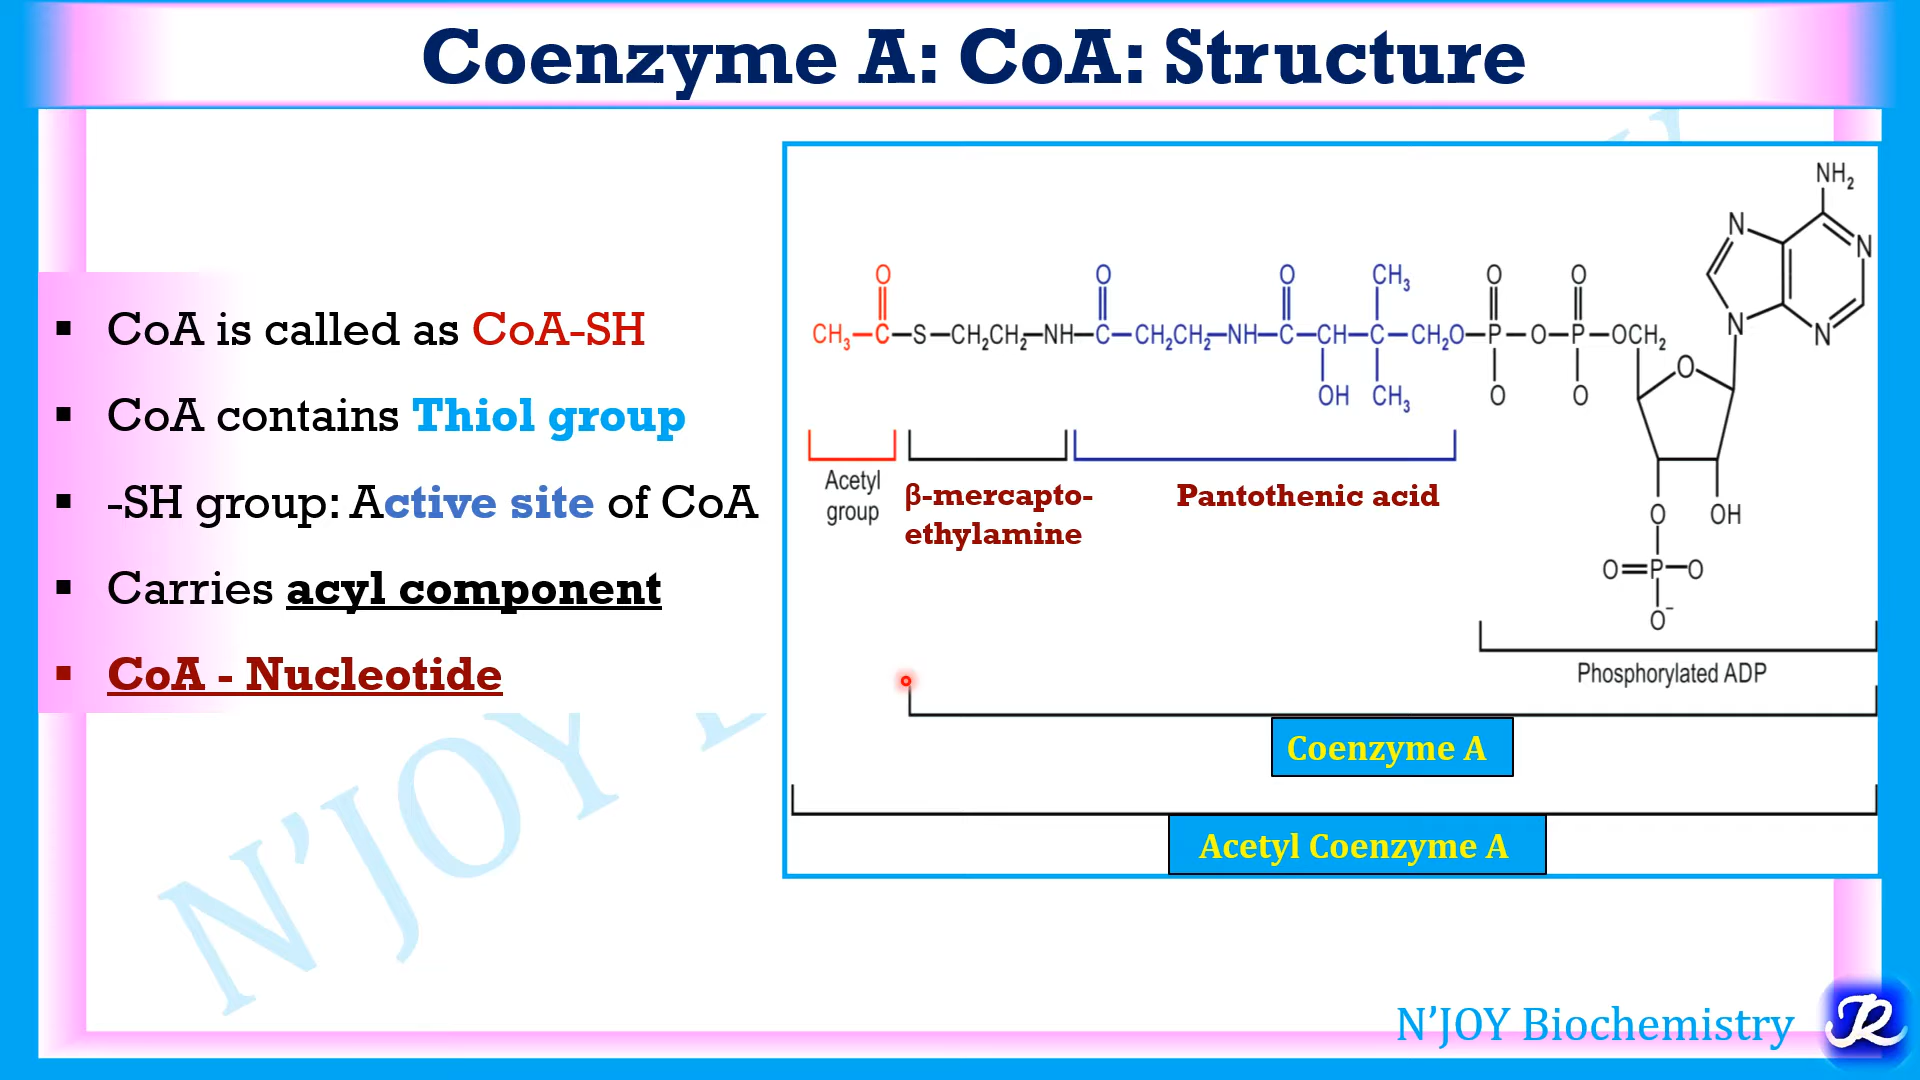 Coenzyme A: CoA: Structure
▪ CoA is called as CoA-SH
▪ CoA contains Thiol group
▪ -SH group: Active site of CoA
▪ Carries acyl component
▪ CoA - Nucleotide
NH₂
N N
O O O CH₃ O O N N
CH₃—C—S—CH₂CH₂—NH—C—CH₂CH₂—NH—C—CH—C—CH₂O—P—O—P—OCH₂
OH CH₃ O O O
O OH
O=P—O
O⁻
Acetyl
group
β-mercapto-
ethylamine
Pantothenic acid
Phosphorylated ADP
Coenzyme A
Acetyl Coenzyme A
N'JOY B
N'JOY Biochemistry
JR